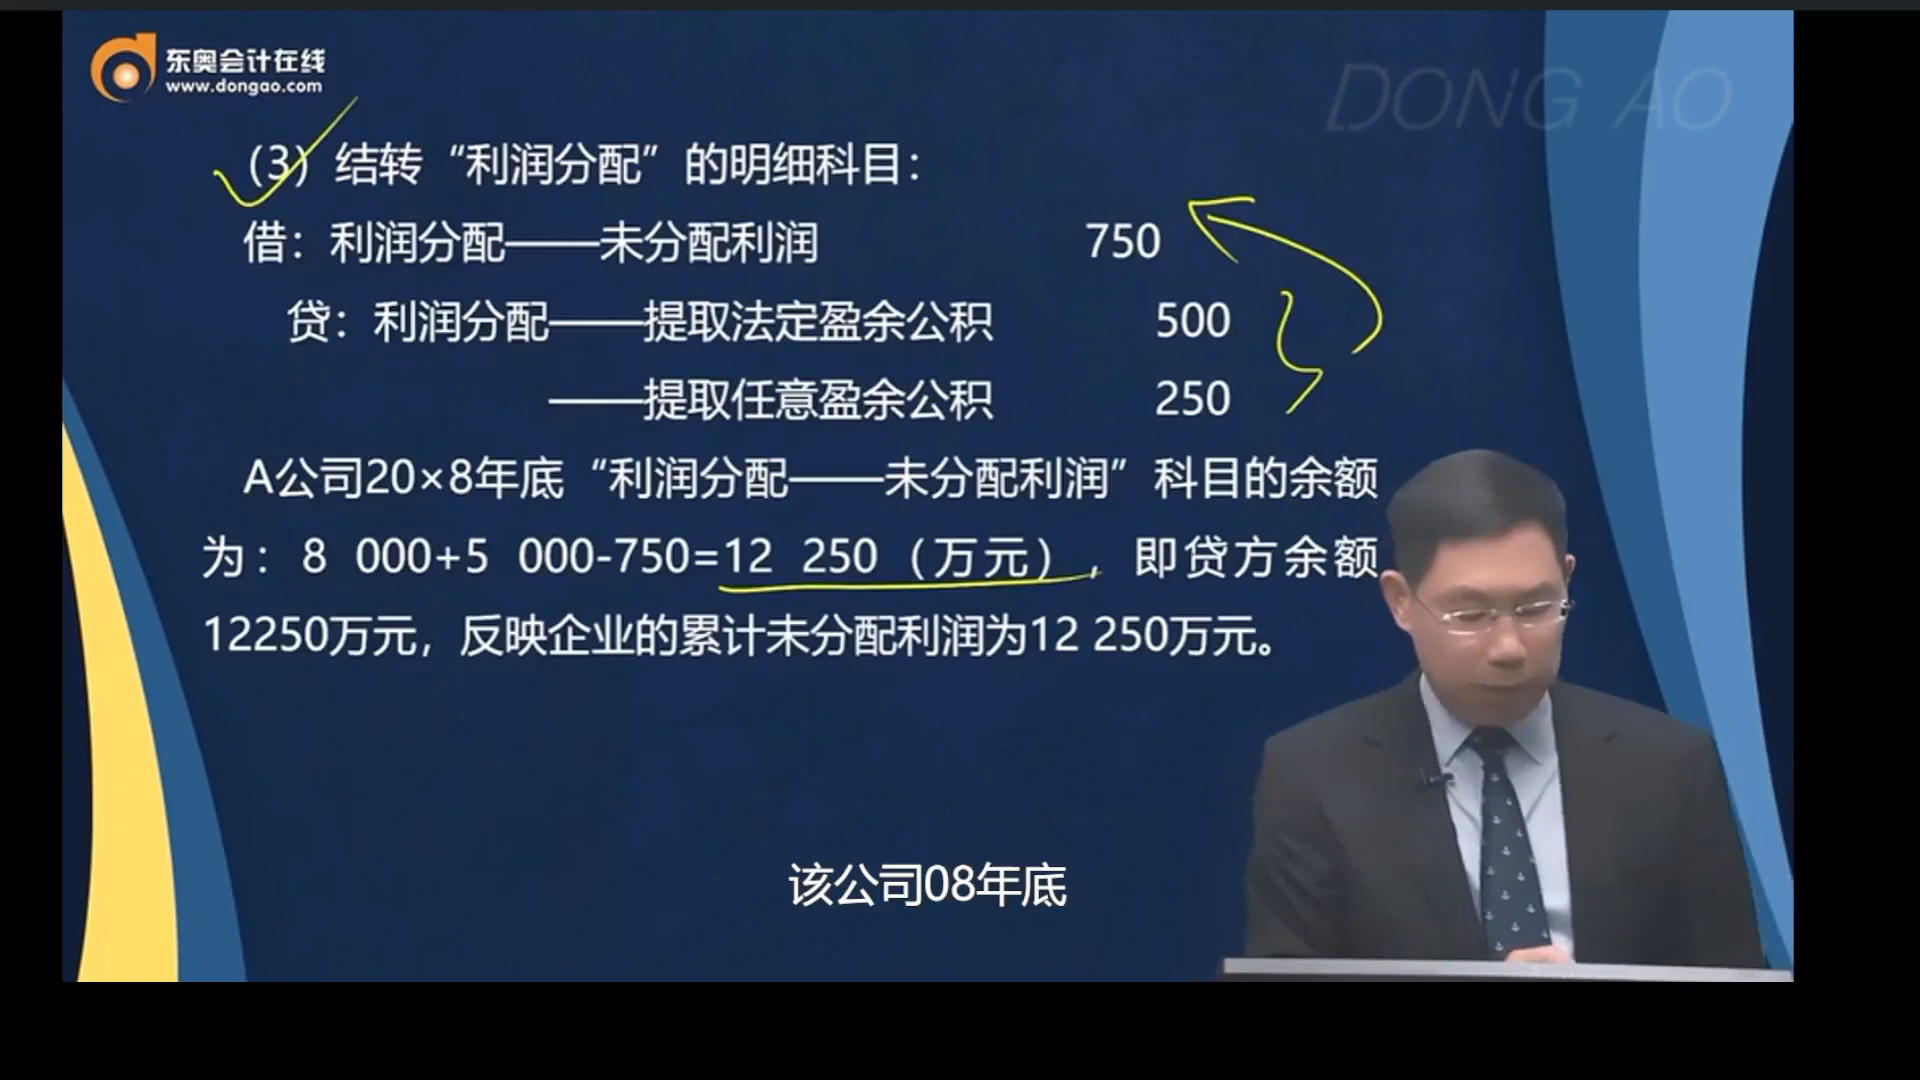 东奥会计在线
www.dongao.com
DONG AO
（3）结转“利润分配”的明细科目：
借：利润分配——未分配利润 750
贷：利润分配——提取法定盈余公积 500
——提取任意盈余公积 250
A公司20×8年底“利润分配——未分配利润”科目的余额
为：8 000+5 000-750=12 250（万元），即贷方余额
12250万元，反映企业的累计未分配利润为12 250万元。
该公司08年底